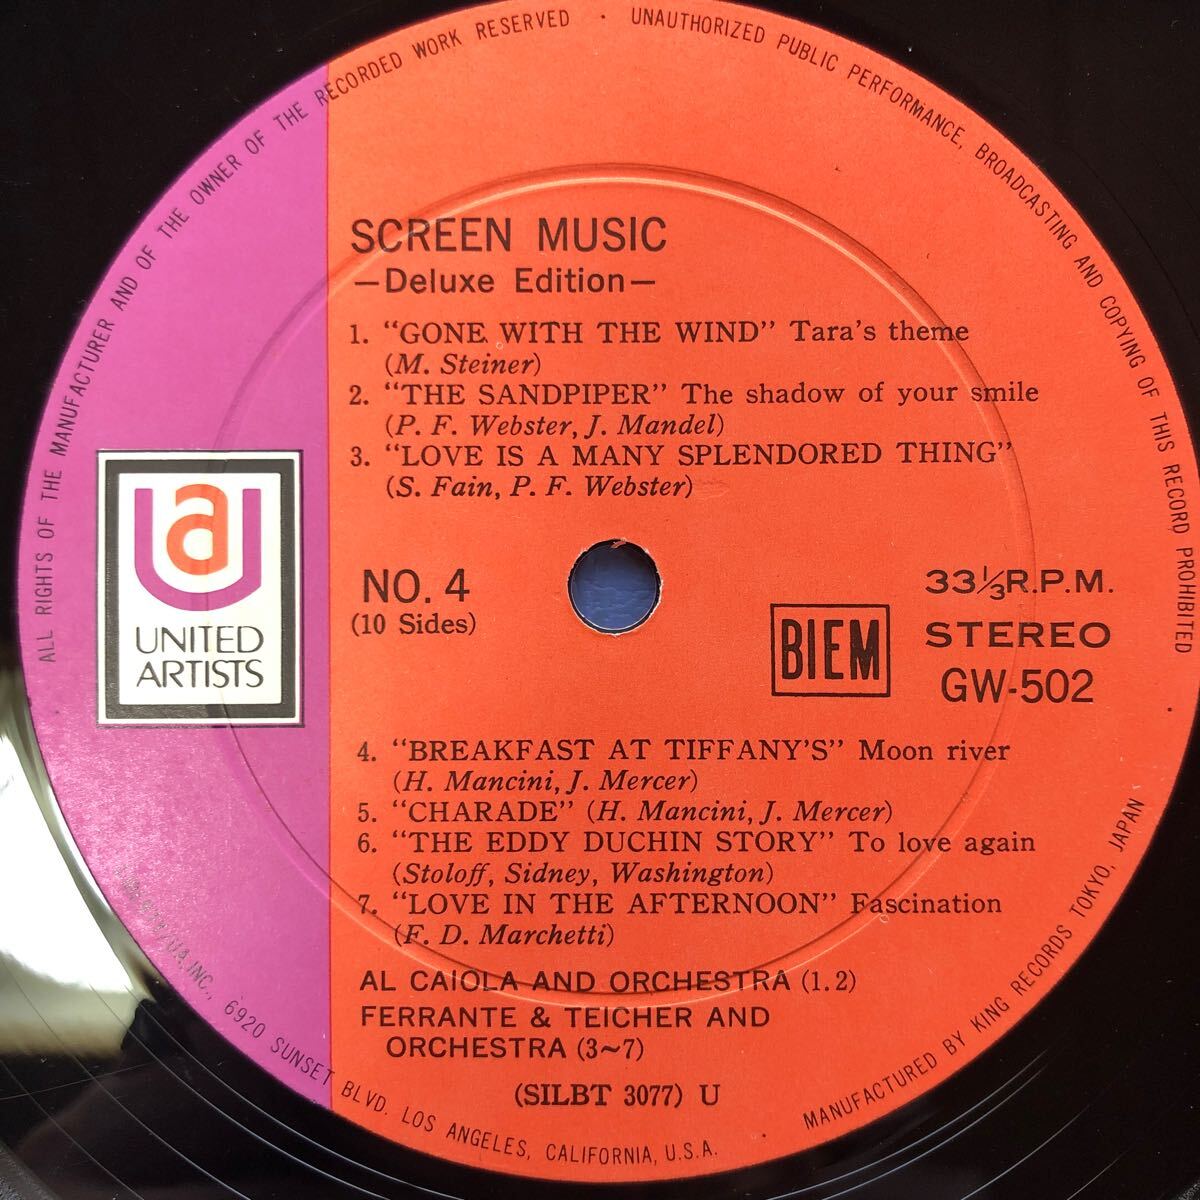 ALL RIGHTS OF THE MANUFACTURER AND OF THE OWNER OF THE RECORDED WORK RESERVED · UNAUTHORIZED PUBLIC PERFORMANCE, BROADCASTING AND COPYING OF THIS RECORD PROHIBITED
SCREEN MUSIC
—Deluxe Edition—
1. "GONE WITH THE WIND" Tara's theme
(M. Steiner)
2. "THE SANDPIPER" The shadow of your smile
(P. F. Webster, J. Mandel)
3. "LOVE IS A MANY SPLENDORED THING"
(S. Fain, P. F. Webster)
ua
UNITED
ARTISTS
NO. 4
(10 Sides)
BIEM
33⅓R.P.M.
STEREO
GW-502
4. "BREAKFAST AT TIFFANY'S" Moon river
(H. Mancini, J. Mercer)
5. "CHARADE" (H. Mancini, J. Mercer)
6. "THE EDDY DUCHIN STORY" To love again
(Stoloff, Sidney, Washington)
7. "LOVE IN THE AFTERNOON" Fascination
(F. D. Marchetti)
AL CAIOLA AND ORCHESTRA (1. 2)
FERRANTE & TEICHER AND
ORCHESTRA (3~7)
(SILBT 3077) U
INC., 6920 SUNSET BLVD. LOS ANGELES, CALIFORNIA, U.S.A.
MANUFACTURED BY KING RECORDS TOKYO, JAPAN